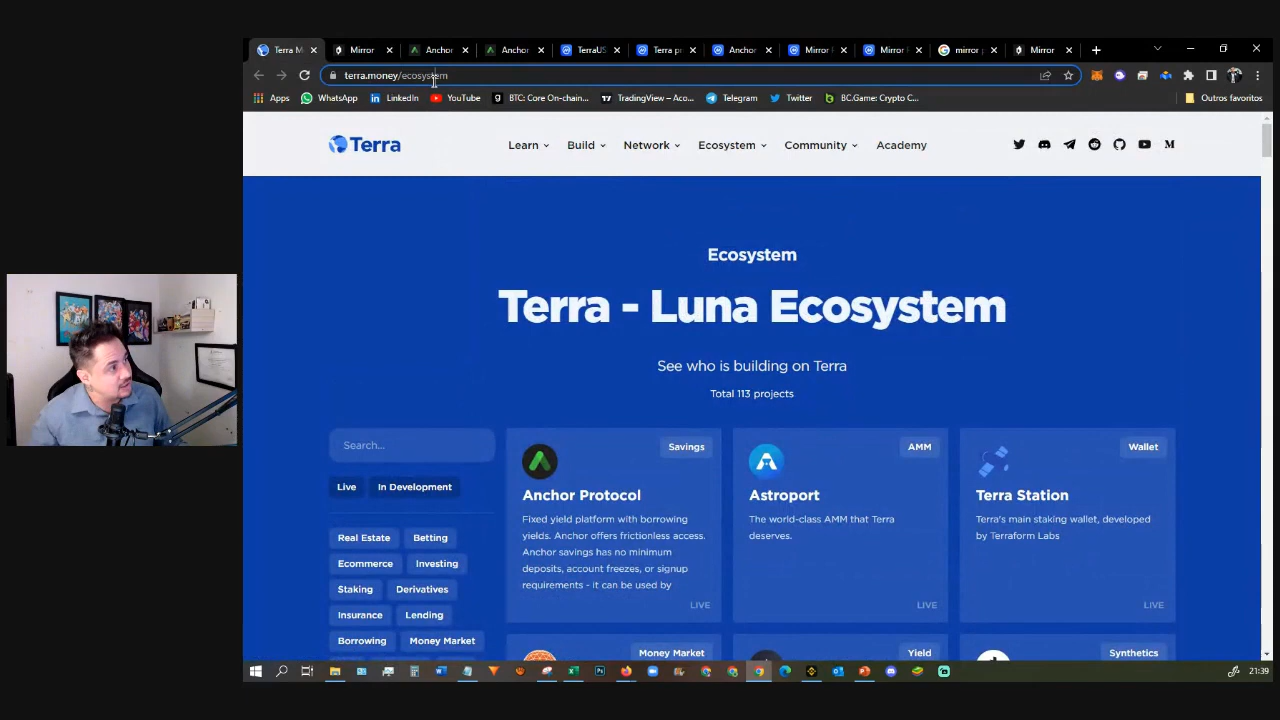 Terra M
Mirror
Anchor
Anchor
TerraUS
Terra pr
Anchor
Mirror
Mirror
mirror p
Mirror
terra.money/ecosystem
Apps
WhatsApp
LinkedIn
YouTube
BTC: Core On-chain...
TradingView – Aco...
Telegram
Twitter
BC.Game: Crypto C...
Outros favoritos
Terra
Learn
Build
Network
Ecosystem
Community
Academy
Ecosystem
Terra - Luna Ecosystem
See who is building on Terra
Total 113 projects
Search...
Live
In Development
Real Estate
Betting
Ecommerce
Investing
Staking
Derivatives
Insurance
Lending
Borrowing
Money Market
Savings
Anchor Protocol
Fixed yield platform with borrowing
yields. Anchor offers frictionless access.
Anchor savings has no minimum
deposits, account freezes, or signup
requirements - it can be used by
LIVE
AMM
Astroport
The world-class AMM that Terra
deserves.
LIVE
Wallet
Terra Station
Terra's main staking wallet, developed
by Terraform Labs
LIVE
Money Market
Yield
Synthetics
21:39